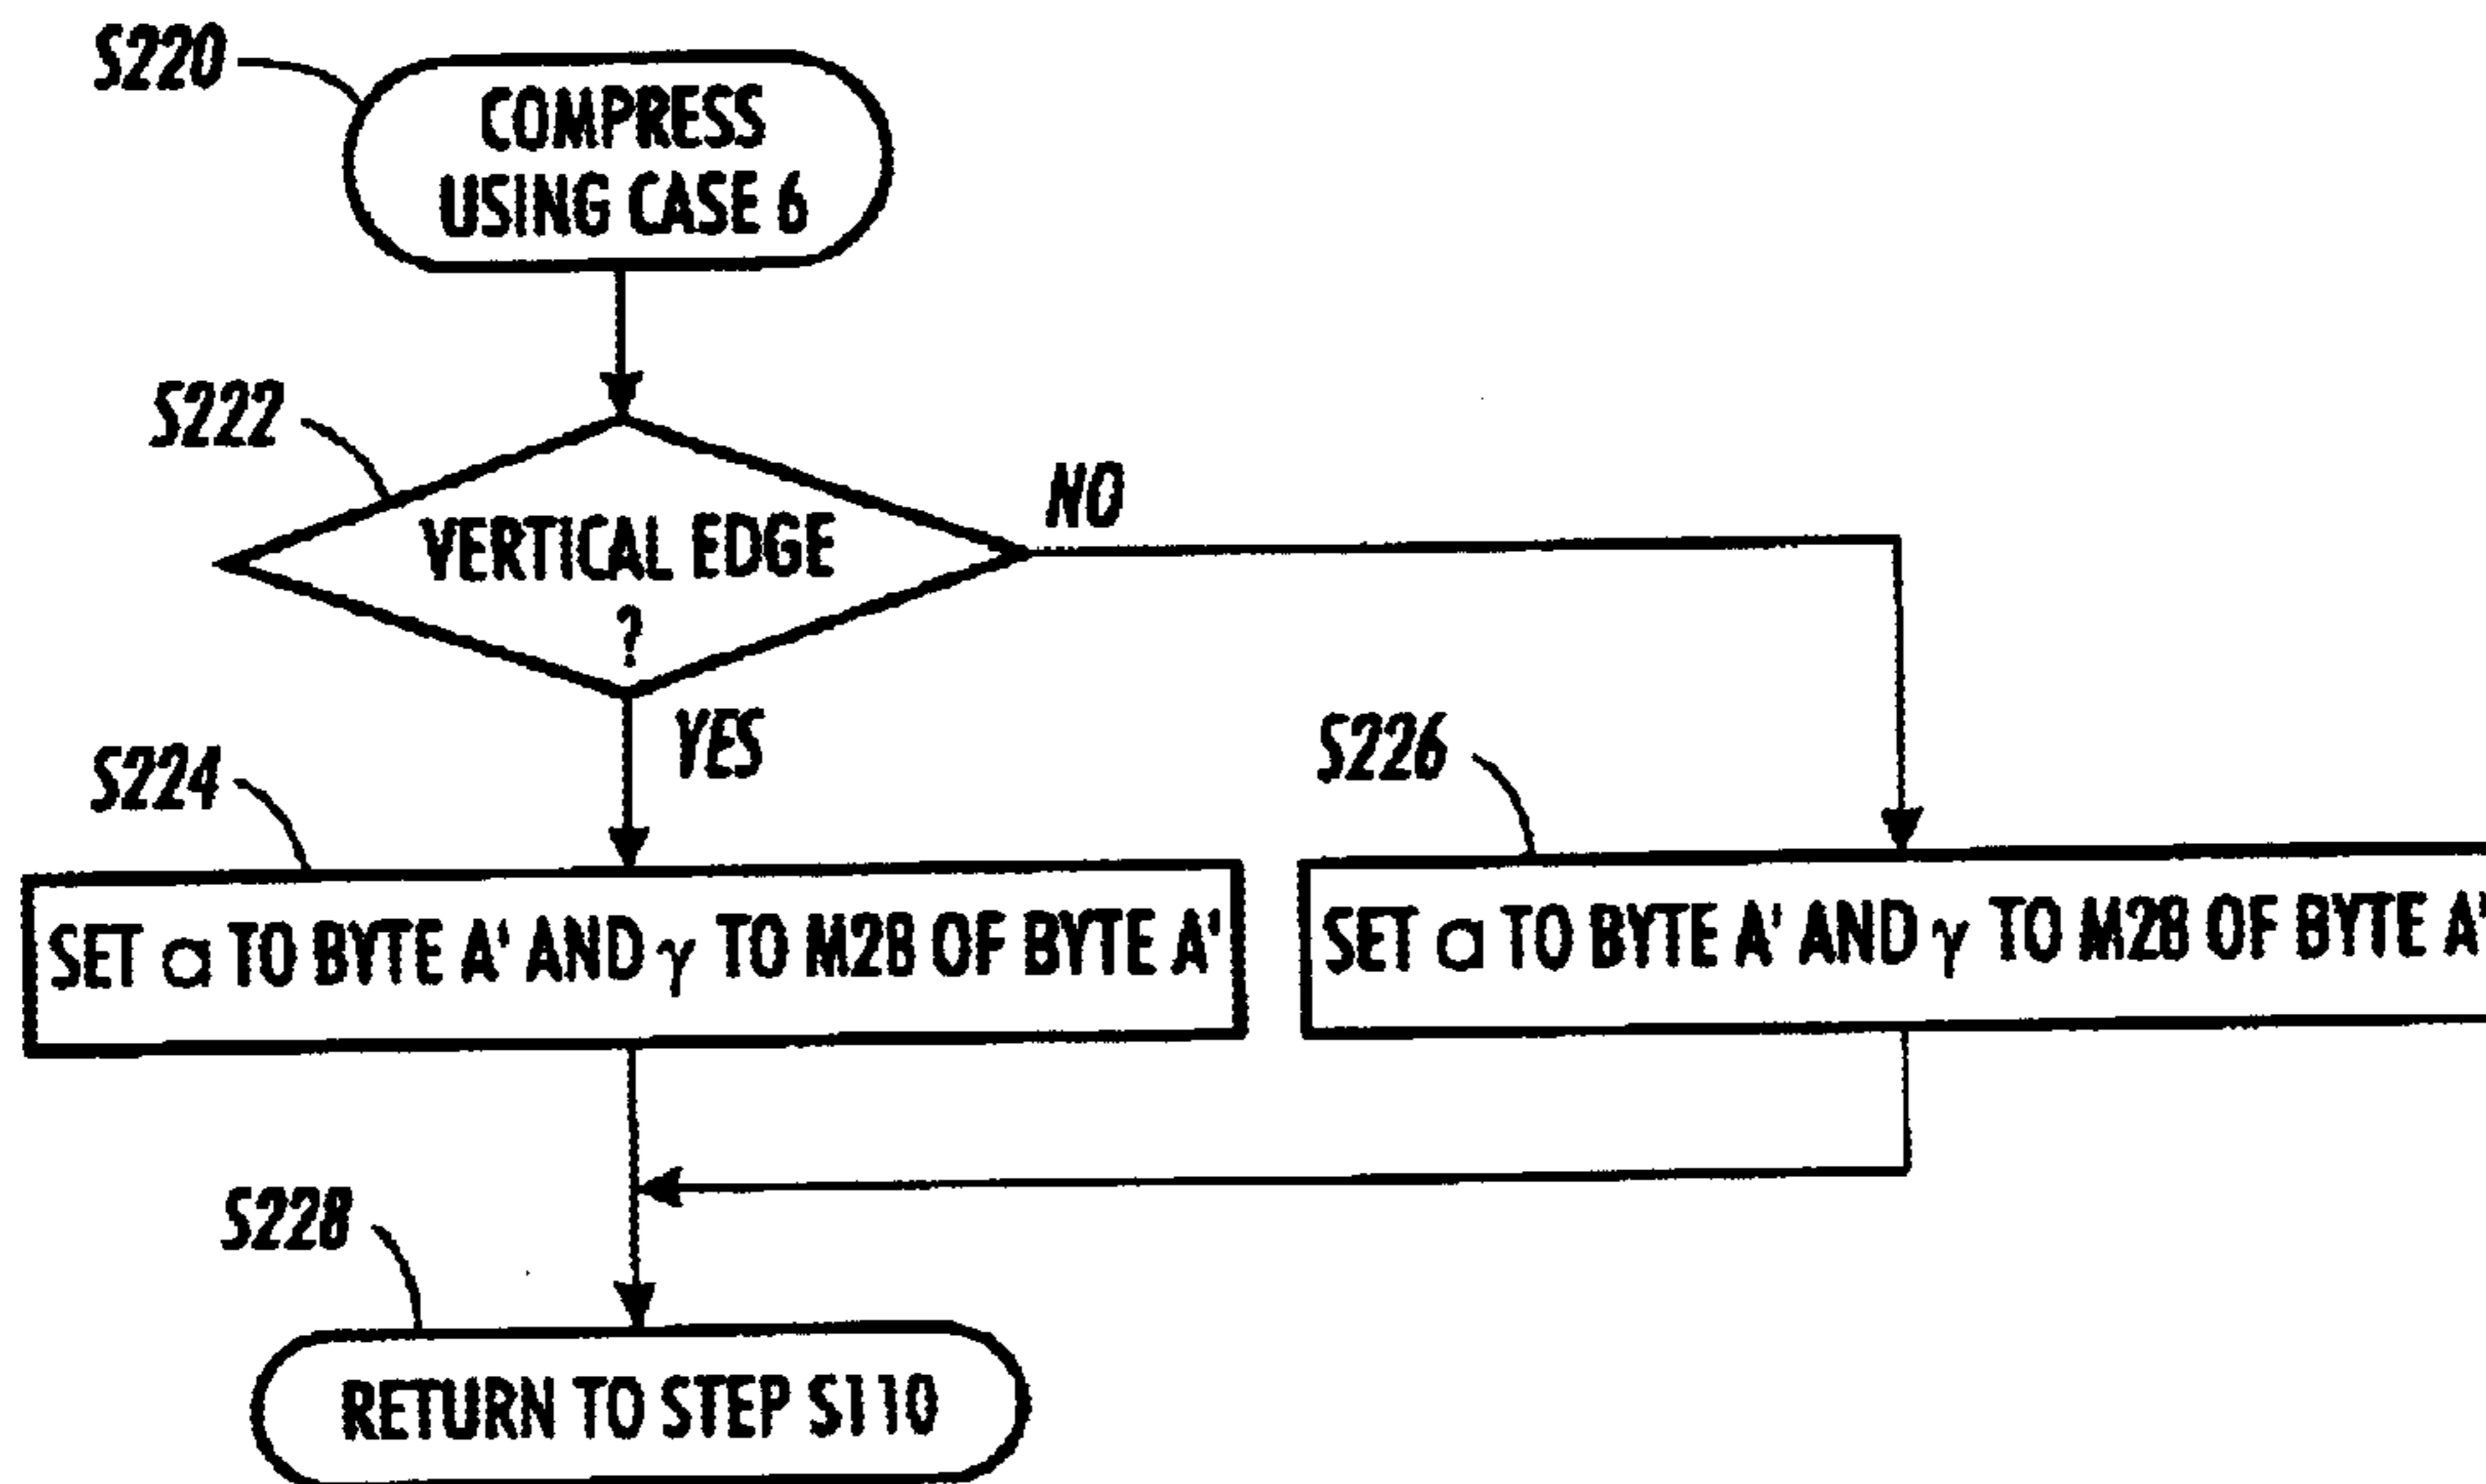 S220
COMPRESS
USING CASE 6
S222
VERTICAL EDGE
?
NO
YES
S224
S226
SET α TO BYTE A' AND γ TO M2B OF BYTE A'
SET α TO BYTE A' AND γ TO M2B OF BYTE A'
S228
RETURN TO STEP S110